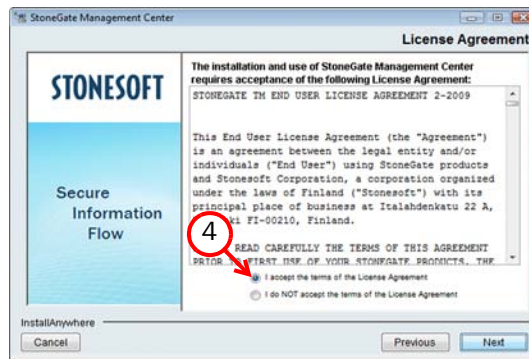 StoneGate Management Center
License Agreement
STONESOFT
Secure
Information
Flow
The installation and use of StoneGate Management Center
requires acceptance of the following License Agreement:
STONEGATE TM END USER LICENSE AGREEMENT 2-2009
This End User License Agreement (the "Agreement")
is an agreement between the legal entity and/or
individuals ("End User") using StoneGate products
and Stonesoft Corporation, a corporation organized
under the laws of Finland ("Stonesoft") with its
principal place of business at Italahdenkatu 22 A,
ki FI-00210, Finland.
4
READ CAREFULLY THE TERMS OF THIS AGREEMENT
PRIOR TO FIRST USE OF YOUR STONEGATE PRODUCTS. THE
I accept the terms of the License Agreement
I do NOT accept the terms of the License Agreement
InstallAnywhere
Cancel
Previous
Next